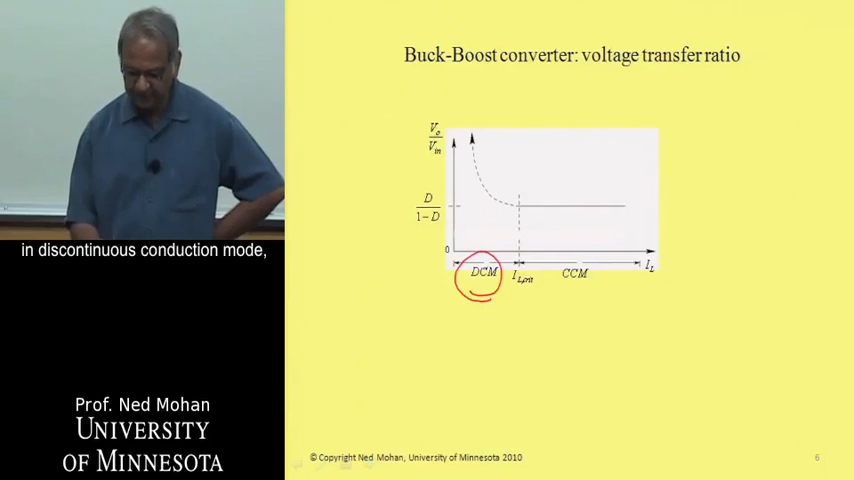 Buck-Boost converter: voltage transfer ratio
Vo
Vin
D
1-D
0
DCM
IL,crit
CCM
IL
in discontinuous conduction mode,
Prof. Ned Mohan
UNIVERSITY
OF MINNESOTA
© Copyright Ned Mohan, University of Minnesota 2010
6